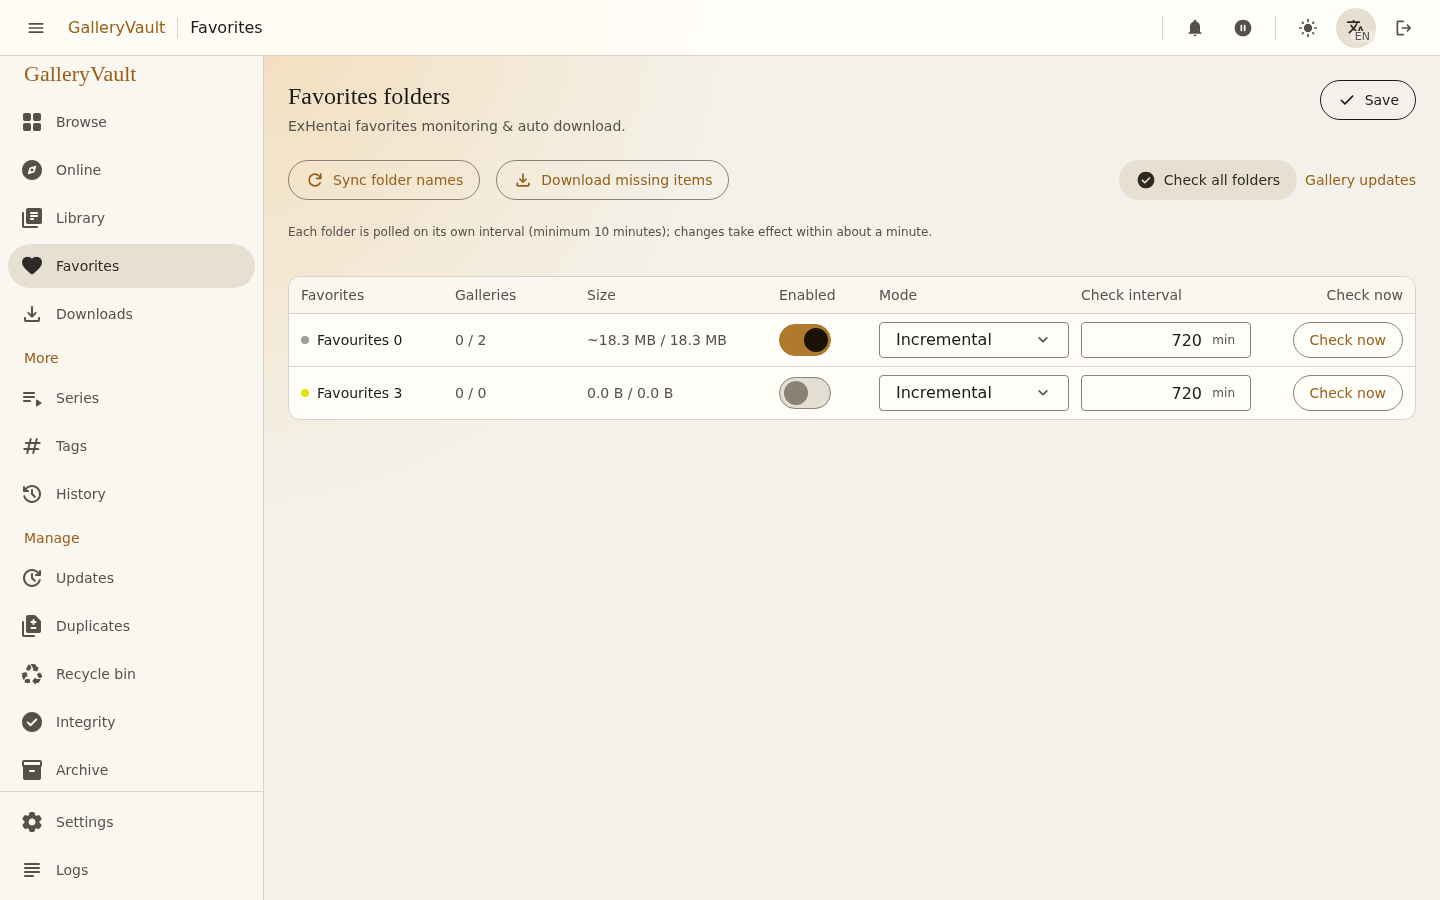 GalleryVault
Favorites
EN
GalleryVault
Browse
Online
Library
Favorites
Downloads
More
Series
Tags
History
Manage
Updates
Duplicates
Recycle bin
Integrity
Archive
Settings
Logs
Favorites folders
ExHentai favorites monitoring & auto download.
Save
Sync folder names
Download missing items
Check all folders
Gallery updates
Each folder is polled on its own interval (minimum 10 minutes); changes take effect within about a minute.
Favorites Galleries Size Enabled Mode Check interval Check now
Favourites 0 0 / 2 ~18.3 MB / 18.3 MB Incremental 720 min Check now
Favourites 3 0 / 0 0.0 B / 0.0 B Incremental 720 min Check now